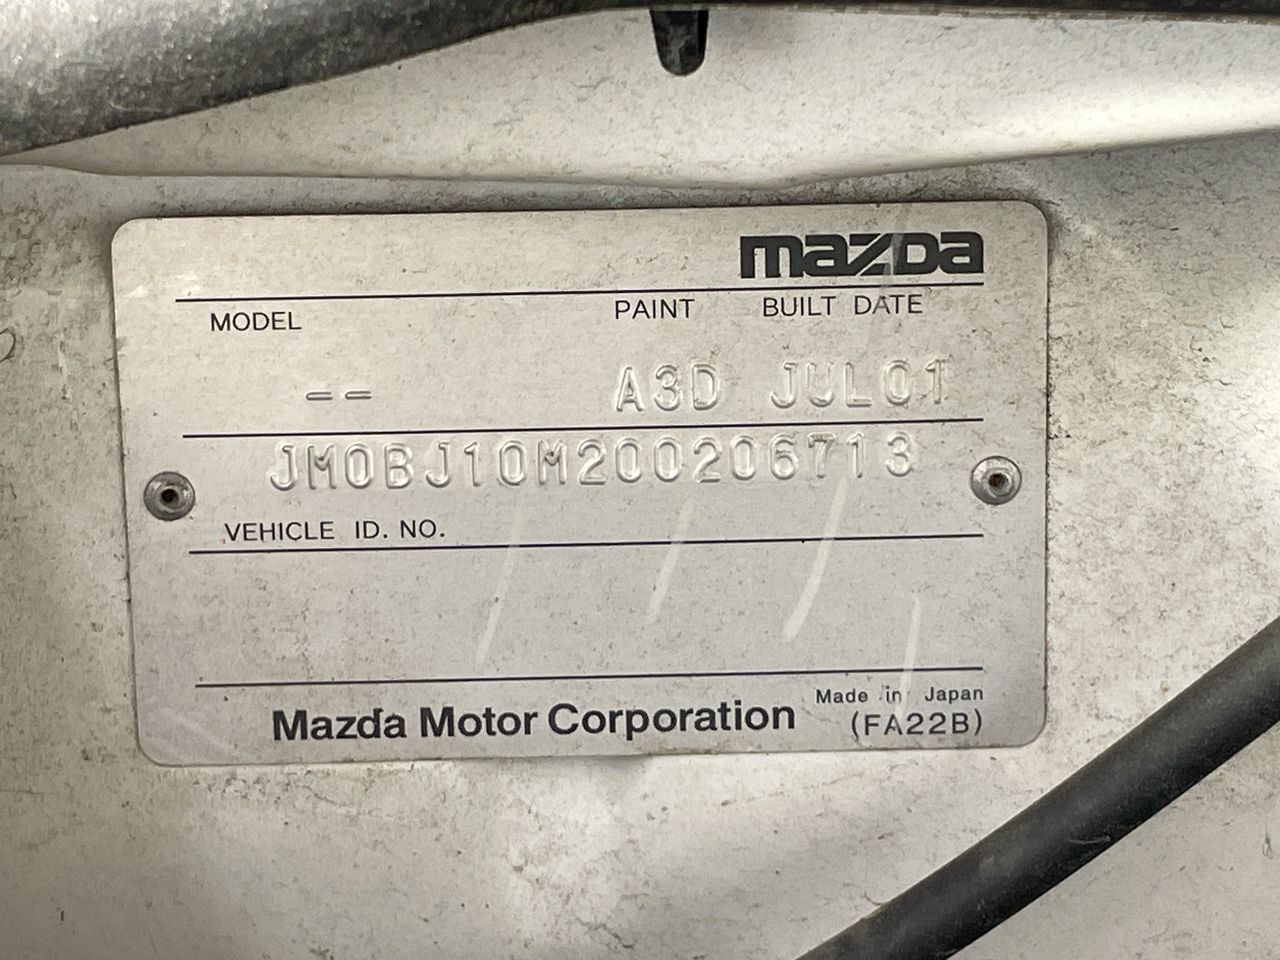 mazda
MODEL PAINT BUILT DATE
-- A3D JUL01
JM0BJ10M200206713
VEHICLE ID. NO.
Mazda Motor Corporation Made in Japan
(FA22B)